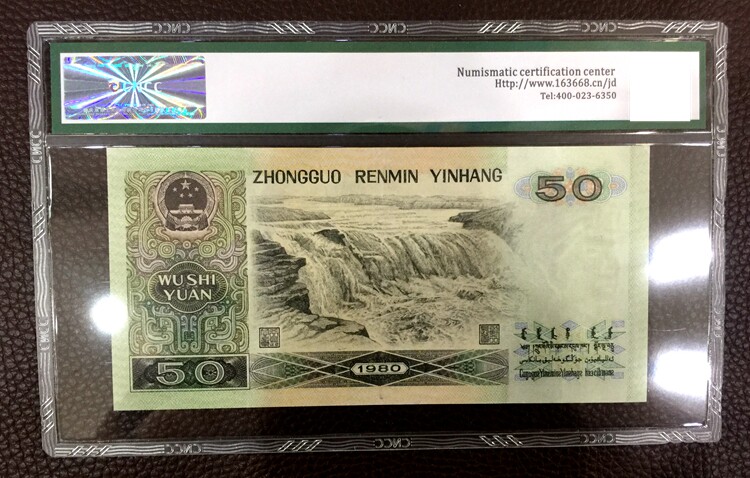 Numismatic certification center
Http://www.163668.cn/jd
Tel:400-023-6350
ZHONGGUO RENMIN YINHANG
50
WU SHI
YUAN
50
1980
CNCC